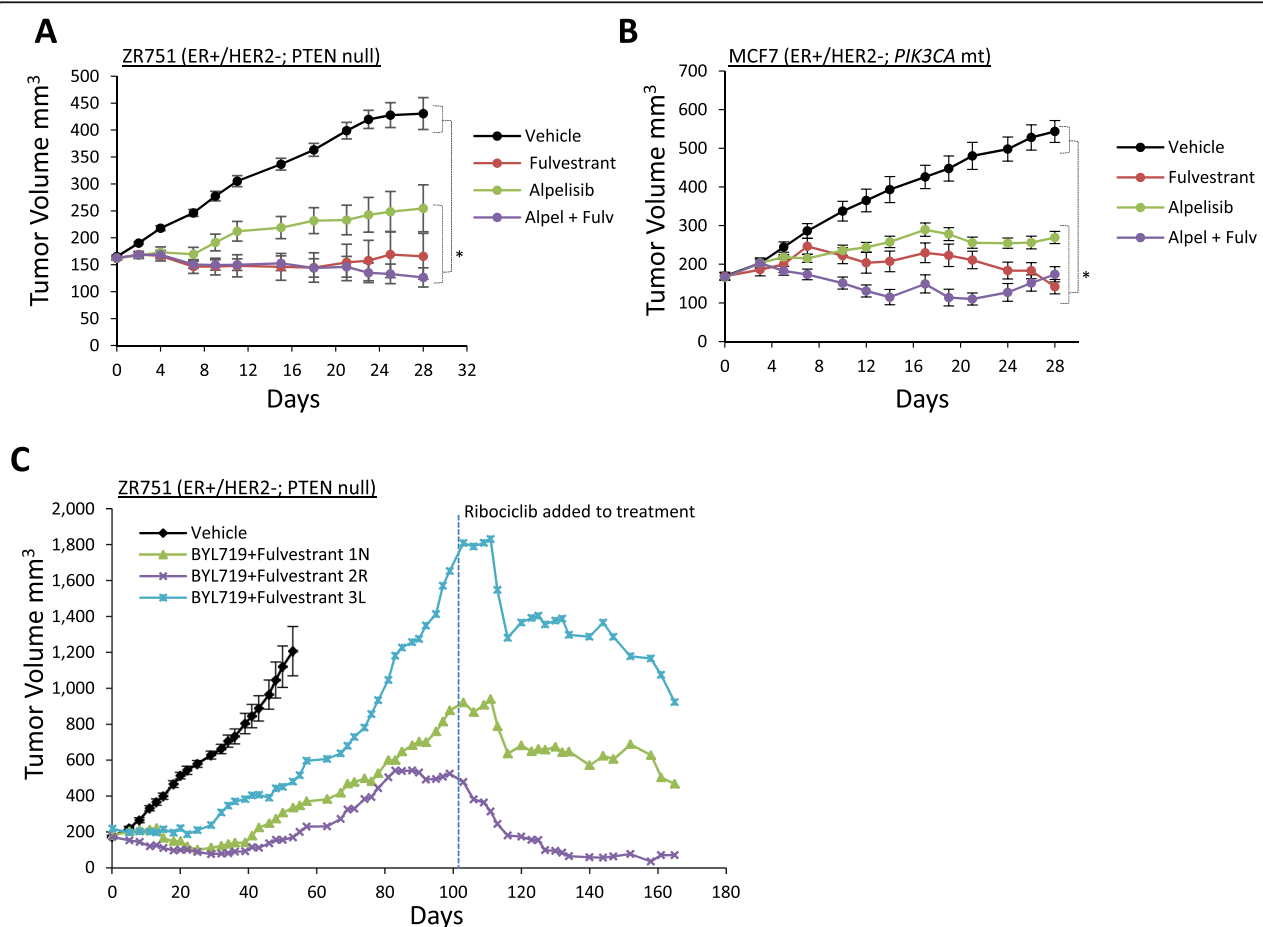 A
ZR751 (ER+/HER2-; PTEN null)
500
450
400
350
300
250
200
150
100
50
0
Tumor Volume mm3
0 4 8 12 16 20 24 28 32
Days
Vehicle
Fulvestrant
Alpelisib
Alpel + Fulv
*
B
MCF7 (ER+/HER2-; PIK3CA mt)
700
600
500
400
300
200
100
0
Tumor Volume mm3
0 4 8 12 16 20 24 28
Days
Vehicle
Fulvestrant
Alpelisib
Alpel + Fulv
*
C
ZR751 (ER+/HER2-; PTEN null)
2,000
1,800
1,600
1,400
1,200
1,000
800
600
400
200
0
Tumor Volume mm3
Vehicle
BYL719+Fulvestrant 1N
BYL719+Fulvestrant 2R
BYL719+Fulvestrant 3L
Ribociclib added to treatment
0 20 40 60 80 100 120 140 160 180
Days